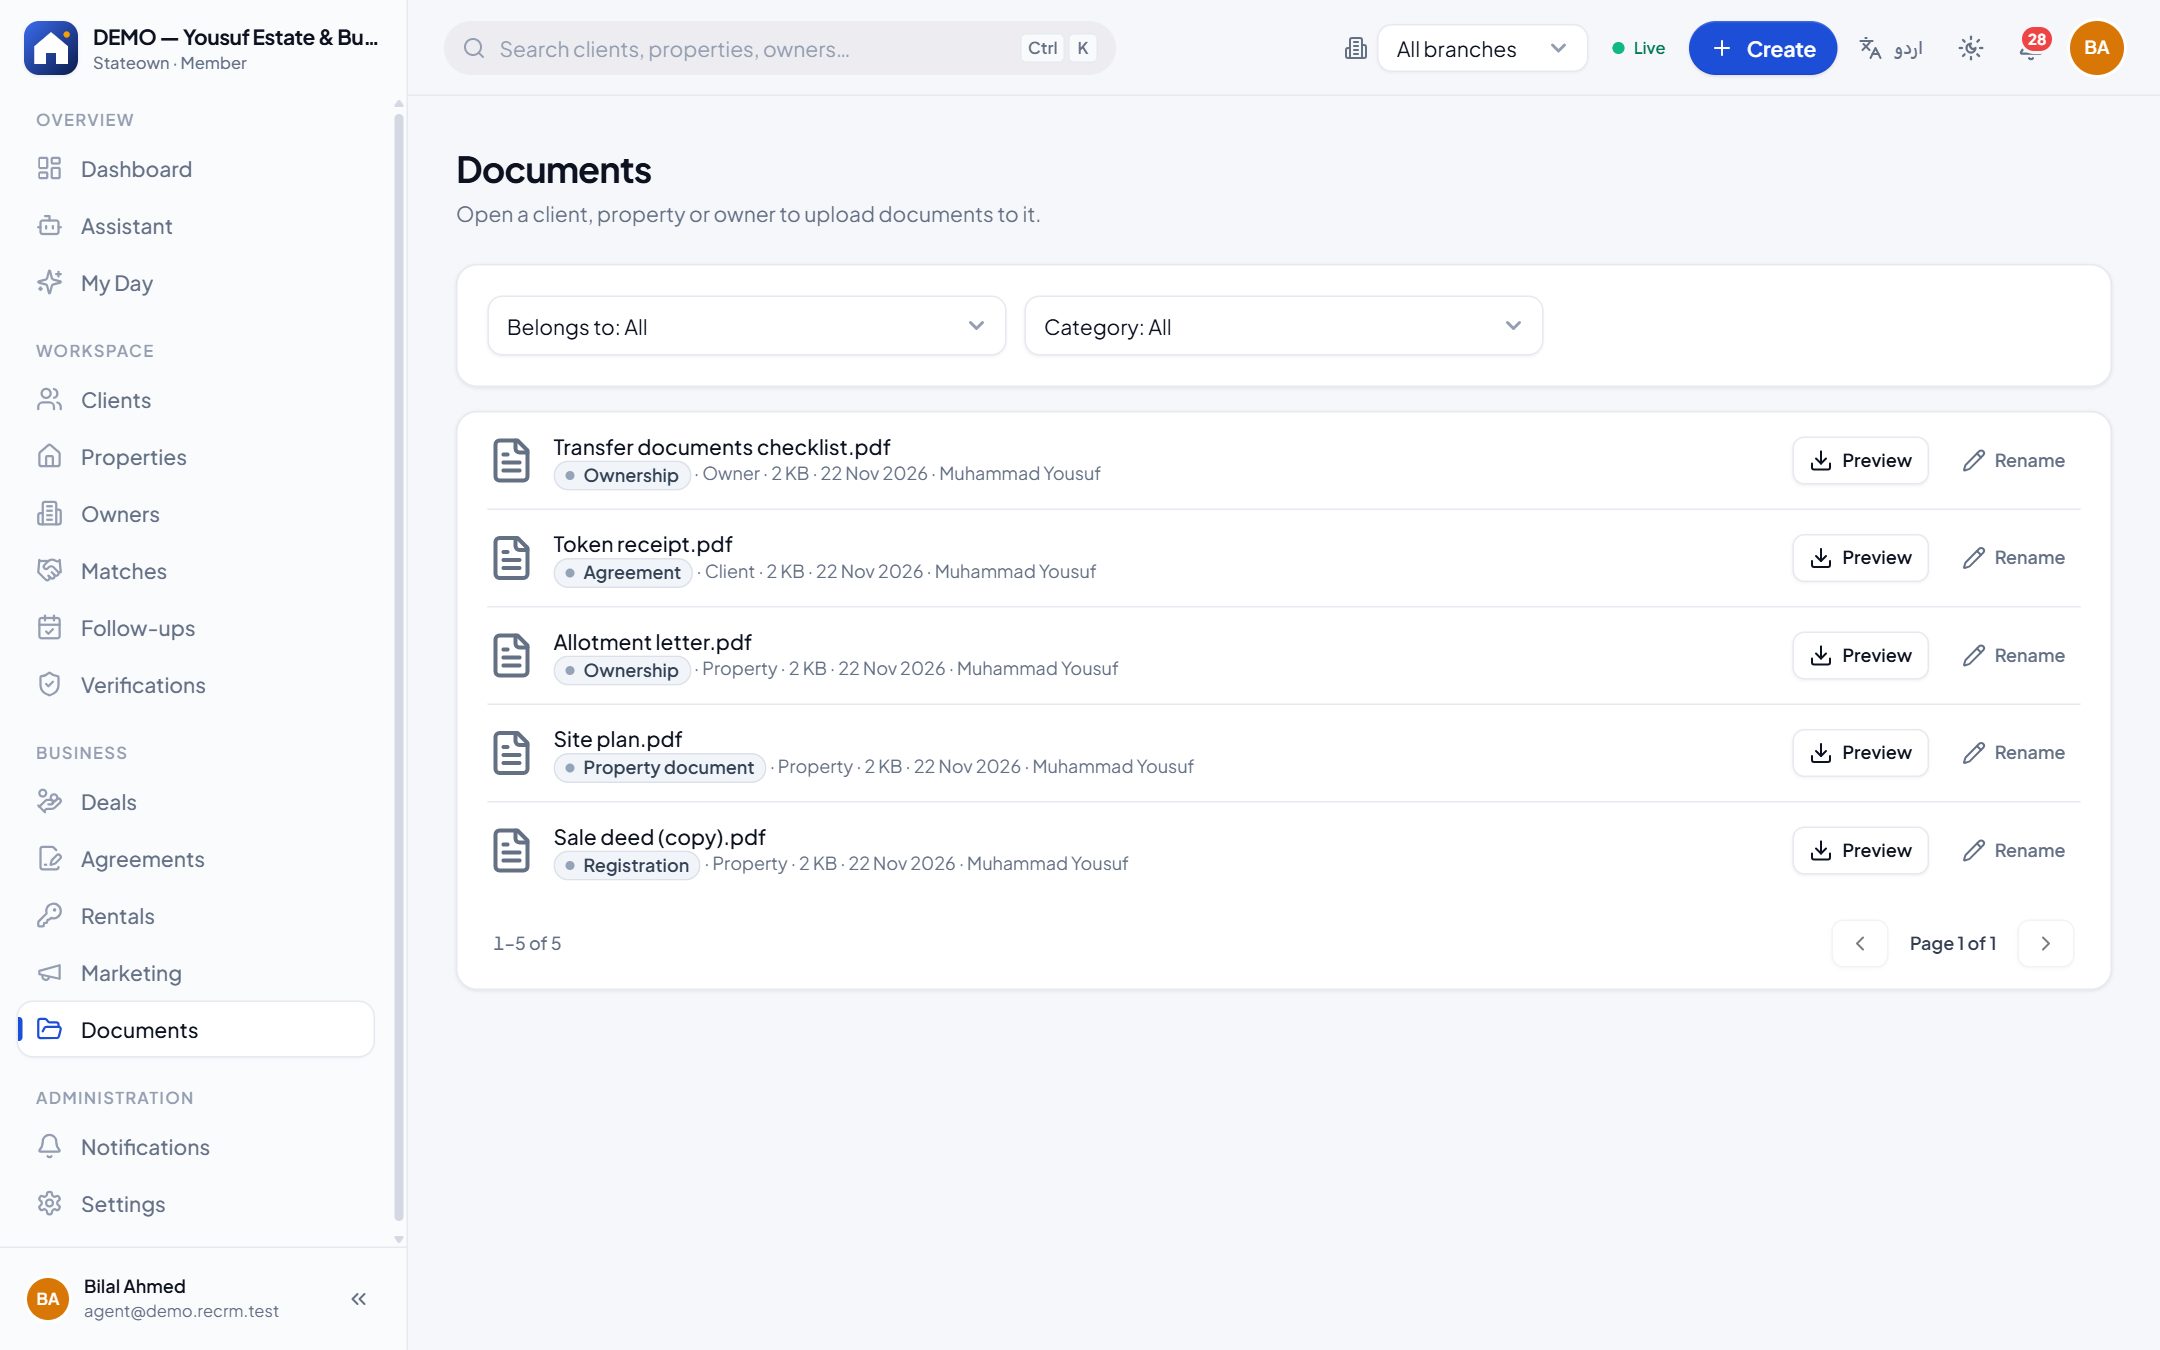 DEMO — Yousuf Estate & Bu...
Stateown · Member
Search clients, properties, owners...
Ctrl K
All branches
Live
Create
اردو
28
BA
OVERVIEW
Dashboard
Assistant
My Day
WORKSPACE
Clients
Properties
Owners
Matches
Follow-ups
Verifications
BUSINESS
Deals
Agreements
Rentals
Marketing
Documents
ADMINISTRATION
Notifications
Settings
BA
Bilal Ahmed
agent@demo.recrm.test
Documents
Open a client, property or owner to upload documents to it.
Belongs to: All
Category: All
Transfer documents checklist.pdf
Ownership · Owner · 2 KB · 22 Nov 2026 · Muhammad Yousuf
Preview
Rename
Token receipt.pdf
Agreement · Client · 2 KB · 22 Nov 2026 · Muhammad Yousuf
Preview
Rename
Allotment letter.pdf
Ownership · Property · 2 KB · 22 Nov 2026 · Muhammad Yousuf
Preview
Rename
Site plan.pdf
Property document · Property · 2 KB · 22 Nov 2026 · Muhammad Yousuf
Preview
Rename
Sale deed (copy).pdf
Registration · Property · 2 KB · 22 Nov 2026 · Muhammad Yousuf
Preview
Rename
1–5 of 5
Page 1 of 1